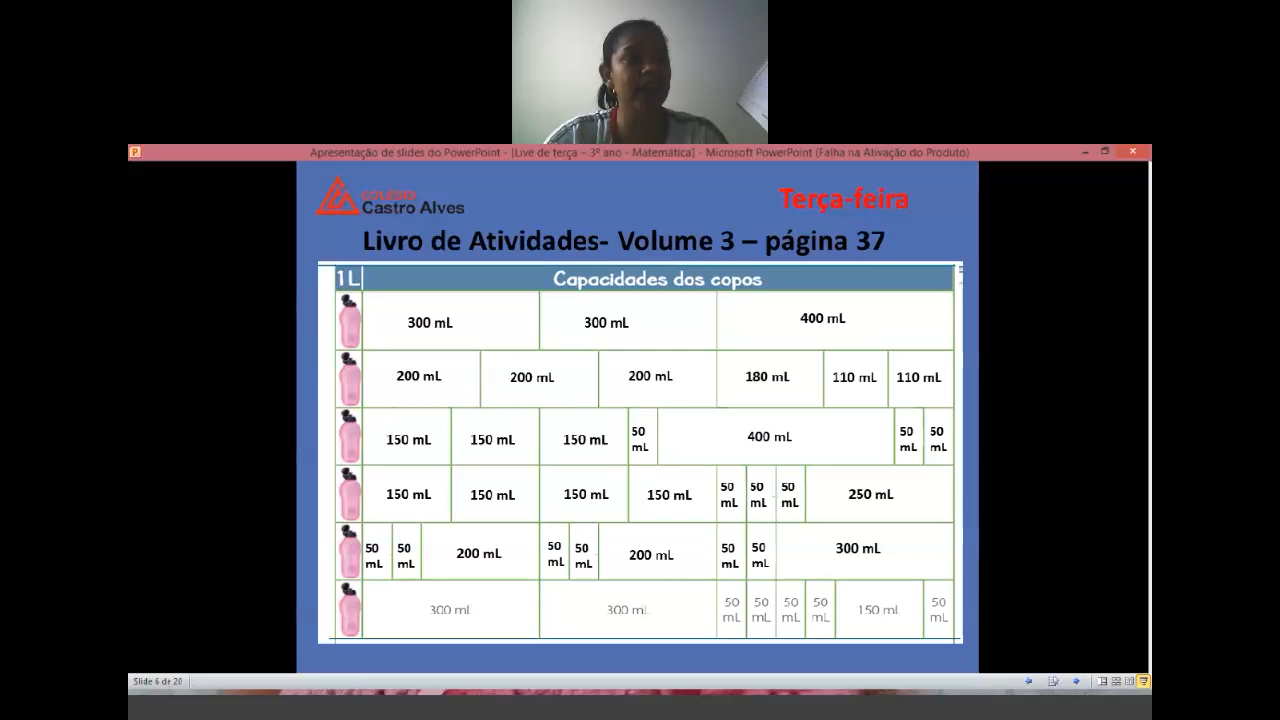 Apresentação de slides do PowerPoint - [Live de terça - 3º ano - Matemática] - Microsoft PowerPoint (Falha na Ativação do Produto)
COLÉGIO
Castro Alves
Terça-feira
Livro de Atividades- Volume 3 – página 37
1L Capacidades dos copos
300 mL 300 mL 400 mL
200 mL 200 mL 200 mL 180 mL 110 mL 110 mL
150 mL 150 mL 150 mL 50 mL 400 mL 50 mL 50 mL
150 mL 150 mL 150 mL 150 mL 50 mL 50 mL 50 mL 250 mL
50 mL 50 mL 200 mL 50 mL 50 mL 200 mL 50 mL 50 mL 300 mL
300 mL 300 mL 50 mL 50 mL 50 mL 50 mL 150 mL 50 mL
Slide 6 de 20